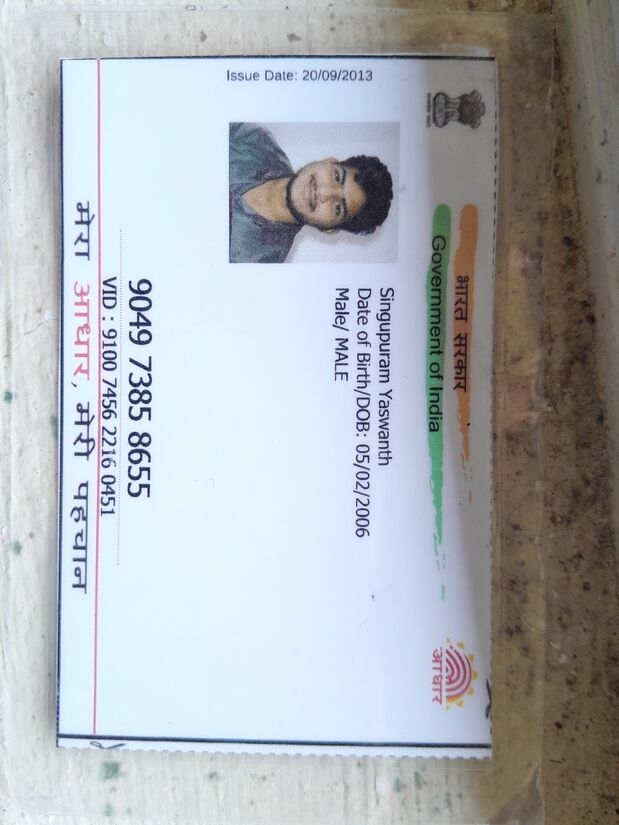 Issue Date: 20/09/2013
भारत सरकार
Government of India
Singupuram Yaswanth
Date of Birth/DOB: 05/02/2006
Male/ MALE
9049 7385 8655
VID : 9100 7456 2216 0451
मेरा आधार, मेरी पहचान
आधार